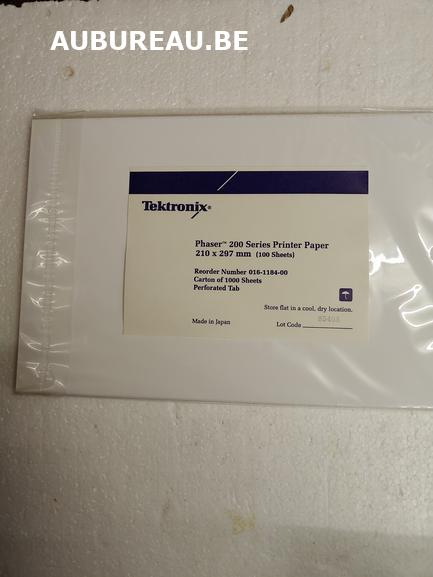 AUBUREAU.BE
Tektronix®
Phaser™ 200 Series Printer Paper
210 x 297 mm (100 Sheets)
Reorder Number 016-1184-00
Carton of 1000 Sheets
Perforated Tab
Store flat in a cool, dry location.
Made in Japan
Lot Code